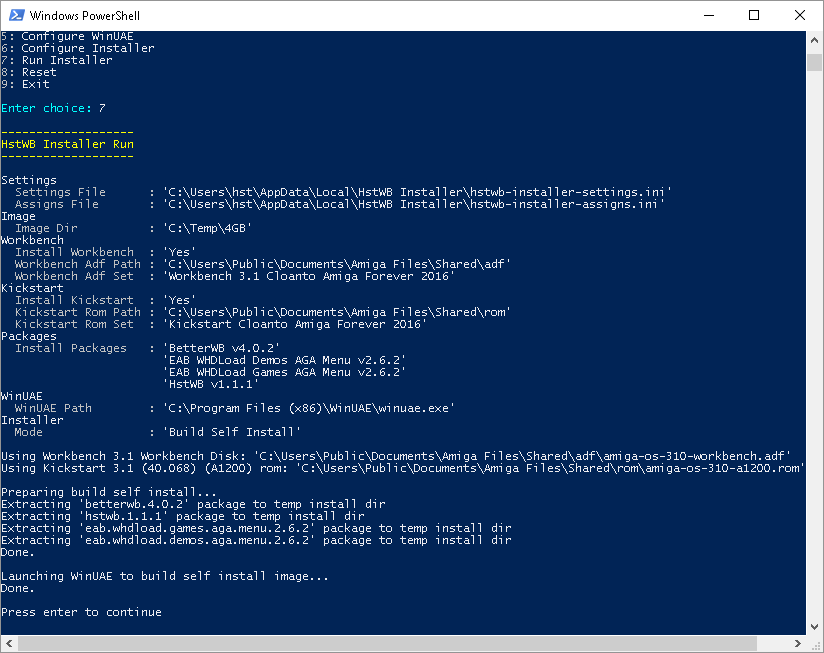 Windows PowerShell
5: Configure WinUAE
6: Configure Installer
7: Run Installer
8: Reset
9: Exit
Enter choice: 7
-------------------
HstWB Installer Run
-------------------
Settings
Settings File : 'C:\Users\hst\AppData\Local\HstWB Installer\hstwb-installer-settings.ini'
Assigns File : 'C:\Users\hst\AppData\Local\HstWB Installer\hstwb-installer-assigns.ini'
Image
Image Dir : 'C:\Temp\4GB'
Workbench
Install Workbench : 'Yes'
Workbench Adf Path : 'C:\Users\Public\Documents\Amiga Files\Shared\adf'
Workbench Adf Set : 'Workbench 3.1 Cloanto Amiga Forever 2016'
Kickstart
Install Kickstart : 'Yes'
Kickstart Rom Path : 'C:\Users\Public\Documents\Amiga Files\Shared\rom'
Kickstart Rom Set : 'Kickstart Cloanto Amiga Forever 2016'
Packages
Install Packages : 'BetterWB v4.0.2'
'EAB WHDLoad Demos AGA Menu v2.6.2'
'EAB WHDLoad Games AGA Menu v2.6.2'
'HstWB v1.1.1'
WinUAE
WinUAE Path : 'C:\Program Files (x86)\WinUAE\winuae.exe'
Installer
Mode : 'Build Self Install'
Using Workbench 3.1 Workbench Disk: 'C:\Users\Public\Documents\Amiga Files\Shared\adf\amiga-os-310-workbench.adf'
Using Kickstart 3.1 (40.068) (A1200) rom: 'C:\Users\Public\Documents\Amiga Files\Shared\rom\amiga-os-310-a1200.rom'
Preparing build self install...
Extracting 'betterwb.4.0.2' package to temp install dir
Extracting 'hstwb.1.1.1' package to temp install dir
Extracting 'eab.whdload.games.aga.menu.2.6.2' package to temp install dir
Extracting 'eab.whdload.demos.aga.menu.2.6.2' package to temp install dir
Done.
Launching WinUAE to build self install image...
Done.
Press enter to continue